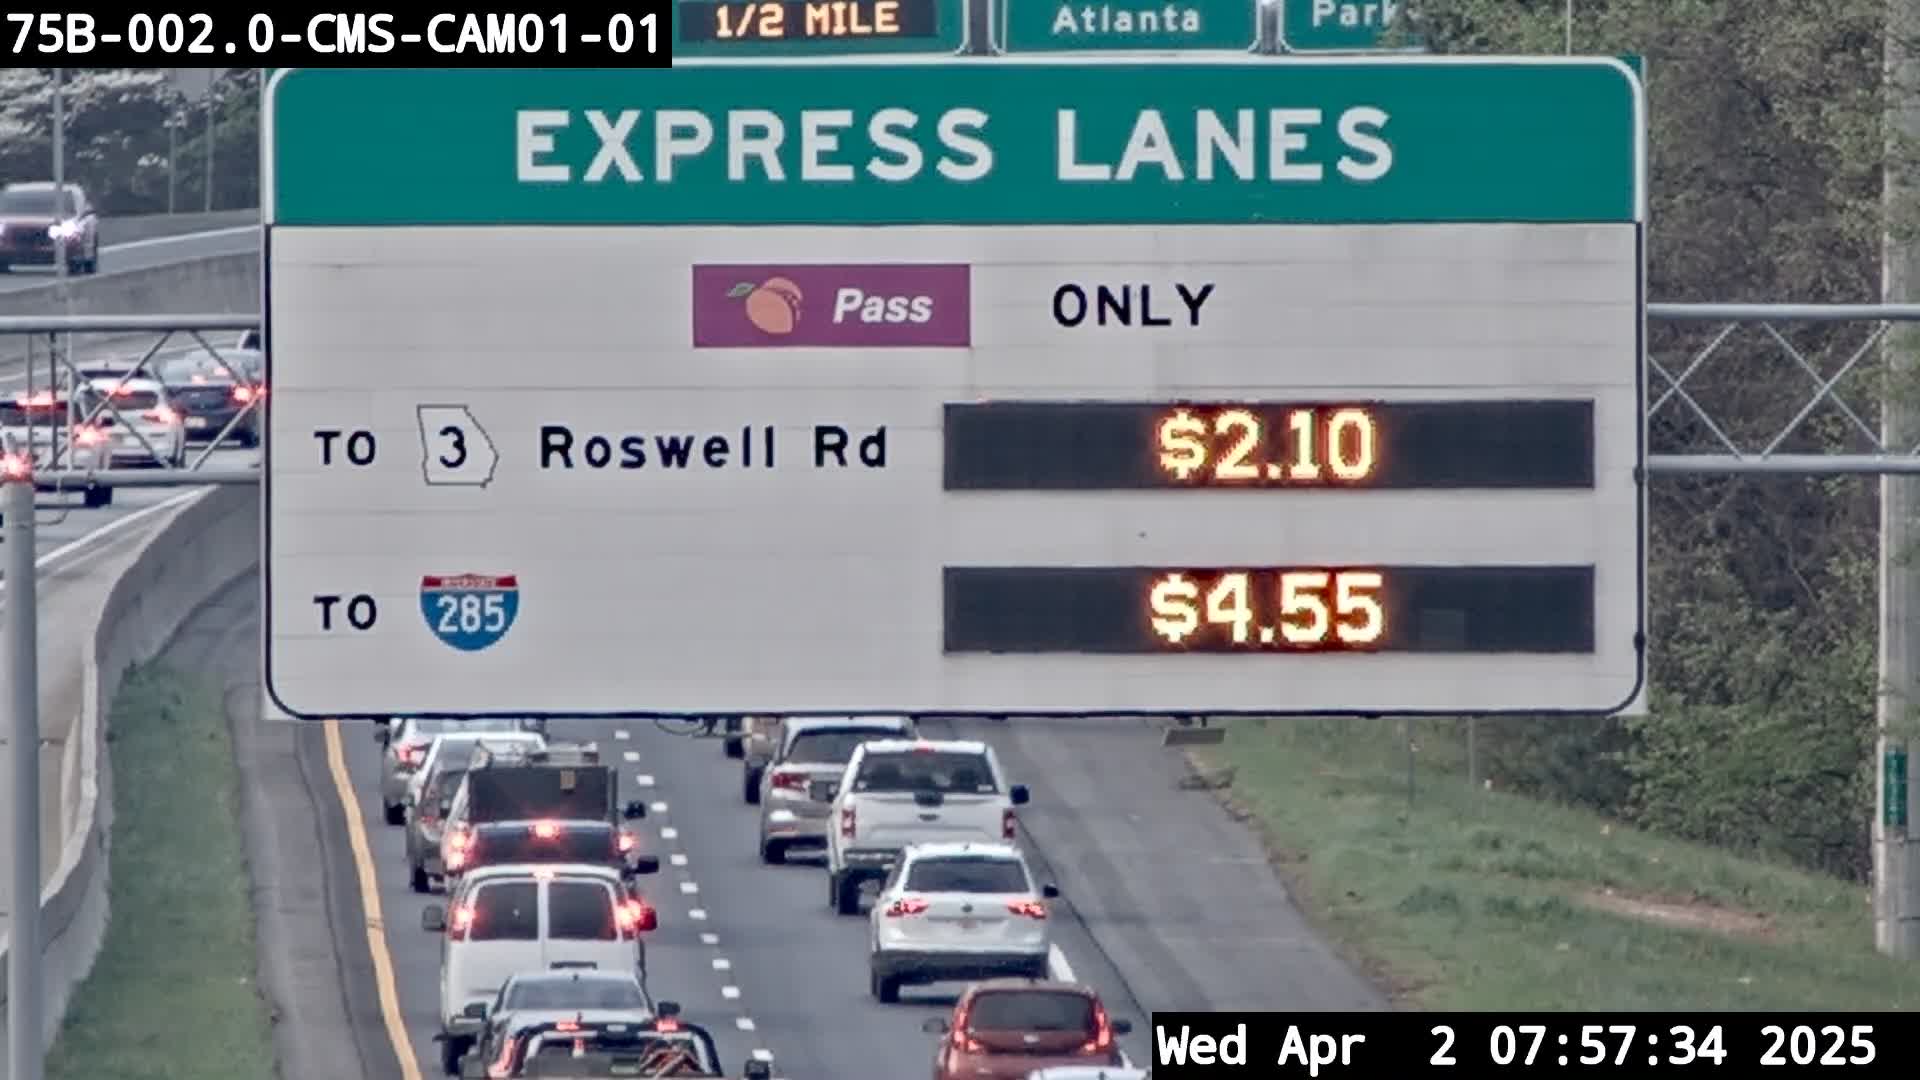 75B-002.0-CMS-CAM01-01
1/2 MILE
Atlanta
Park
EXPRESS LANES
Pass ONLY
TO 3 Roswell Rd $2.10
TO 285 $4.55
Wed Apr 2 07:57:34 2025